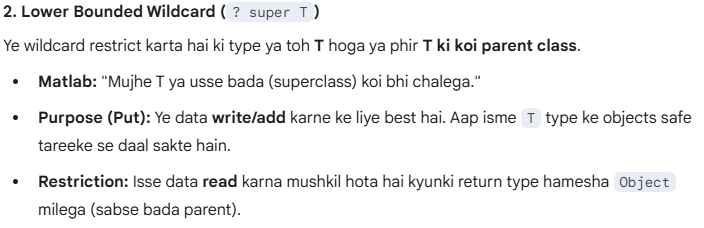 2. Lower Bounded Wildcard ( ? super T )
Ye wildcard restrict karta hai ki type ya toh T hoga ya phir T ki koi parent class.
• Matlab: "Mujhe T ya usse bada (superclass) koi bhi chalega."
• Purpose (Put): Ye data write/add karne ke liye best hai. Aap isme T type ke objects safe
tareeke se daal sakte hain.
• Restriction: Isse data read karna mushkil hota hai kyunki return type hamesha Object
milega (sabse bada parent).